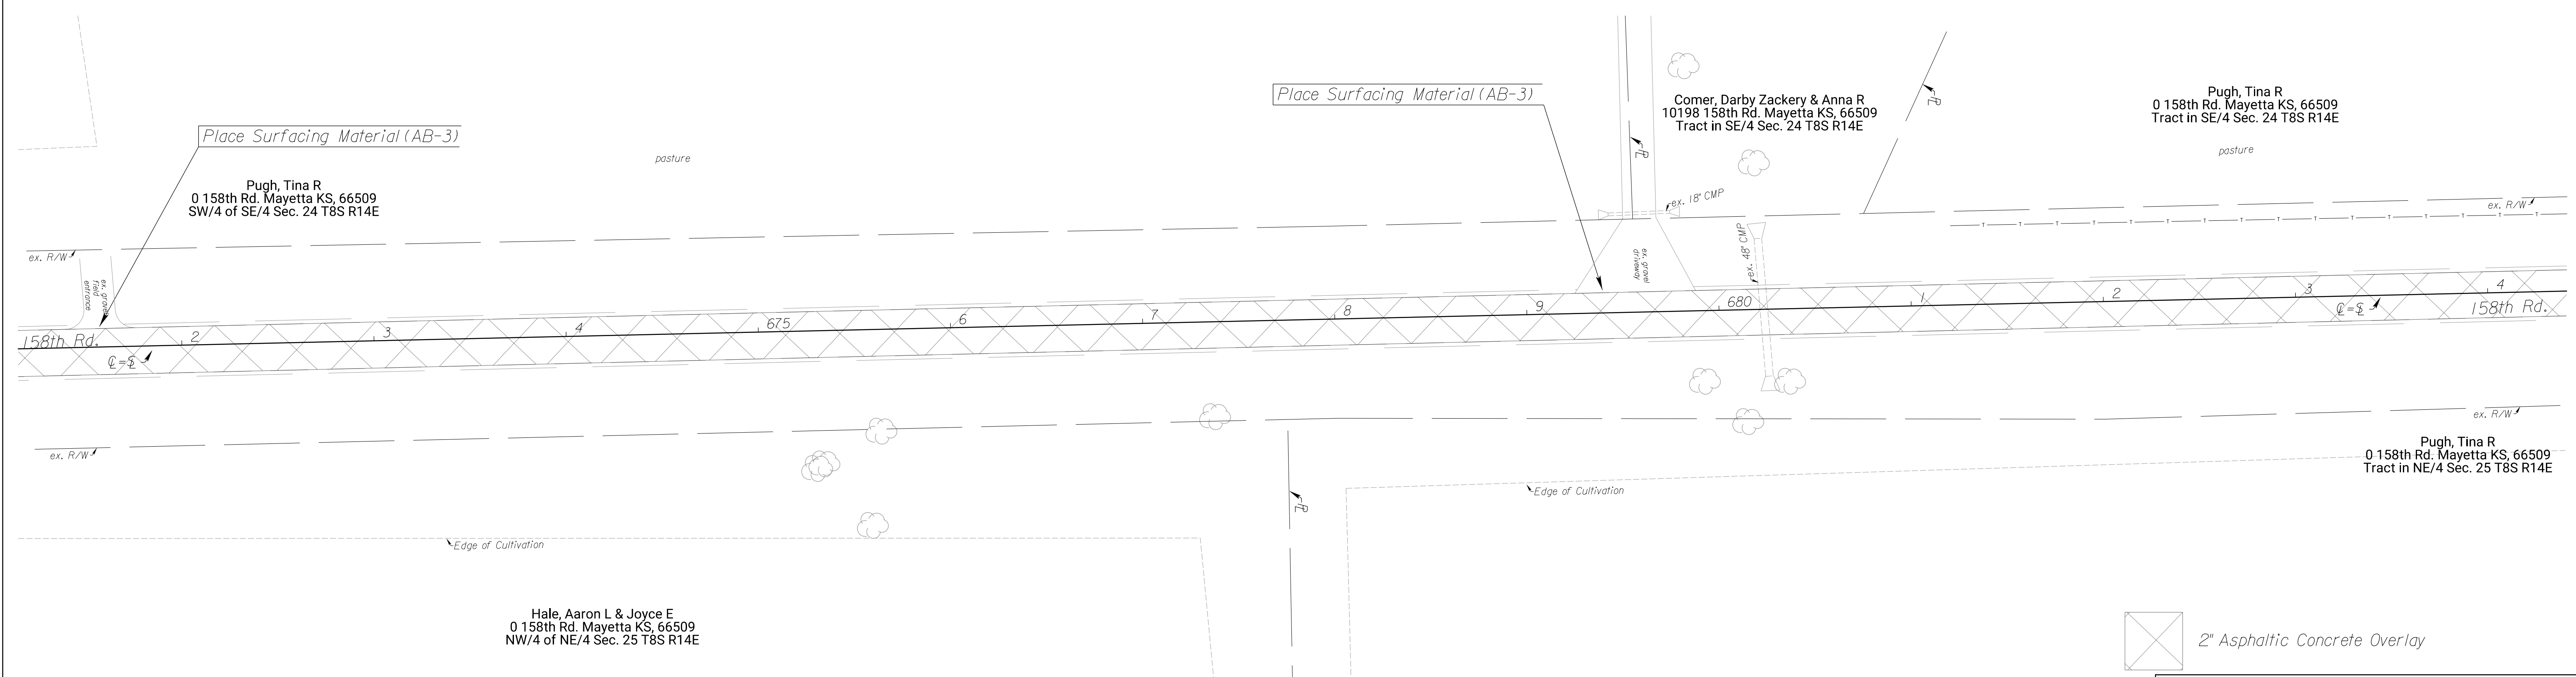 Place Surfacing Material (AB-3)
Pugh, Tina R
0 158th Rd. Mayetta KS, 66509
SW/4 of SE/4 Sec. 24 T8S R14E
pasture
Place Surfacing Material (AB-3)
Comer, Darby Zackery & Anna R
10198 158th Rd. Mayetta KS, 66509
Tract in SE/4 Sec. 24 T8S R14E
PL
PL
Pugh, Tina R
0 158th Rd. Mayetta KS, 66509
Tract in SE/4 Sec. 24 T8S R14E
pasture
ex. R/W
ex. gravel
field
entrance
ex. 18" CMP
ex. gravel
driveway
ex. 48" CMP
ex. R/W
T T T T T T T T T T T T T T T
158th Rd.
℄=
2
3
4
675
6
7
8
9
680
1
2
3
4
℄=
158th Rd.
ex. R/W
ex. R/W
Pugh, Tina R
0 158th Rd. Mayetta KS, 66509
Tract in NE/4 Sec. 25 T8S R14E
PL
Edge of Cultivation
Edge of Cultivation
Hale, Aaron L & Joyce E
0 158th Rd. Mayetta KS, 66509
NW/4 of NE/4 Sec. 25 T8S R14E
2" Asphaltic Concrete Overlay